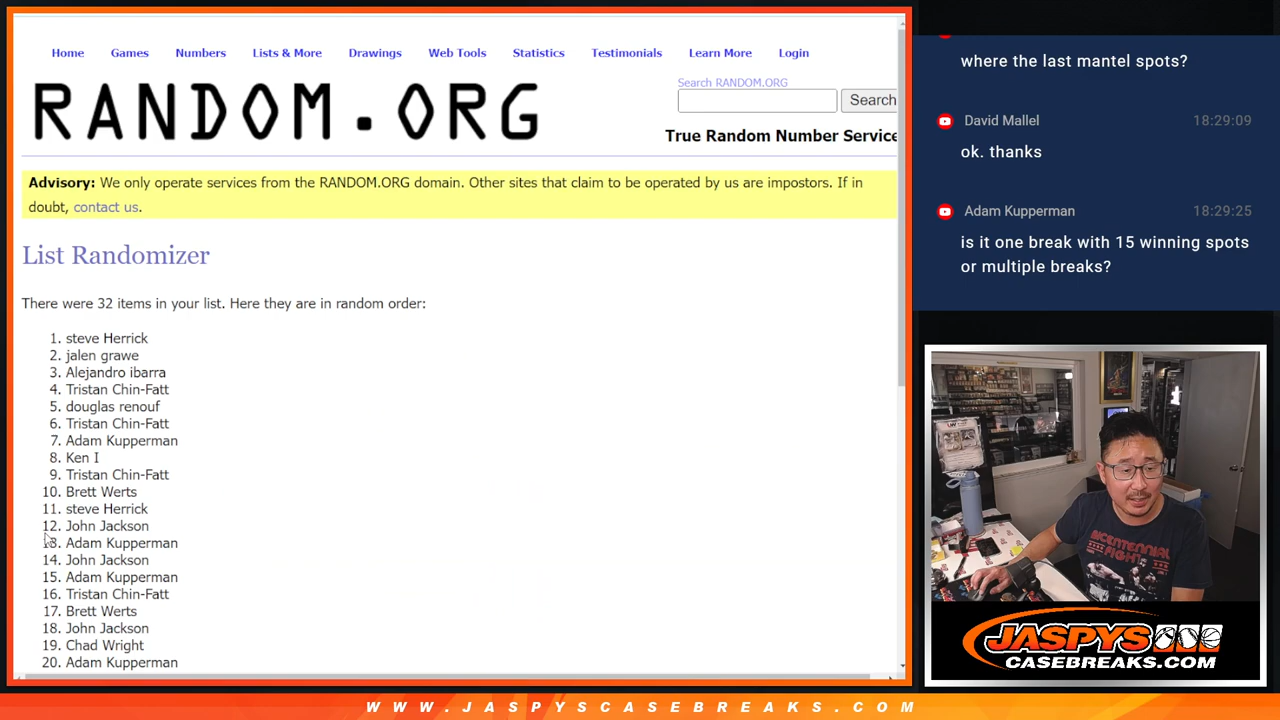 Home Games Numbers Lists & More Drawings Web Tools Statistics Testimonials Learn More Login
RANDOM.ORG
Search RANDOM.ORG
Search
True Random Number Service
Advisory: We only operate services from the RANDOM.ORG domain. Other sites that claim to be operated by us are impostors. If in
doubt, contact us.
List Randomizer
There were 32 items in your list. Here they are in random order:
1. steve Herrick
2. jalen grawe
3. Alejandro ibarra
4. Tristan Chin-Fatt
5. douglas renouf
6. Tristan Chin-Fatt
7. Adam Kupperman
8. Ken I
9. Tristan Chin-Fatt
10. Brett Werts
11. steve Herrick
12. John Jackson
13. Adam Kupperman
14. John Jackson
15. Adam Kupperman
16. Tristan Chin-Fatt
17. Brett Werts
18. John Jackson
19. Chad Wright
20. Adam Kupperman
where the last mantel spots?
David Mallel 18:29:09
ok. thanks
Adam Kupperman 18:29:25
is it one break with 15 winning spots
or multiple breaks?
BICENTENNIAL
FIGHT
JASPYS
CASEBREAKS.COM
WWW.JASPYSCASEBREAKS.COM